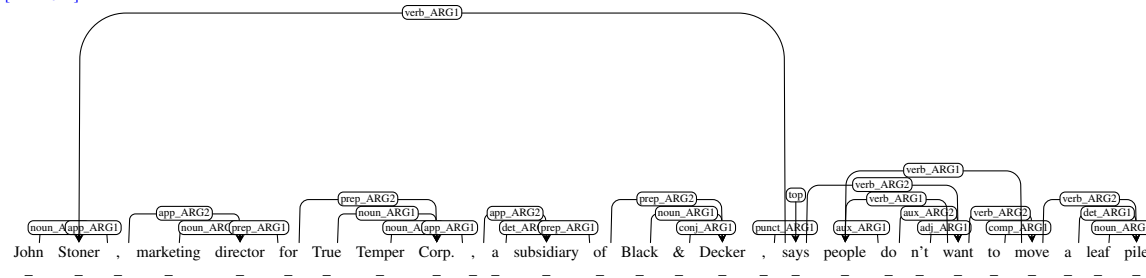 verb_ARG1
verb_ARG1
verb_ARG2
top
prep_ARG2
prep_ARG2
verb_ARG1
verb_ARG2
app_ARG2
noun_ARG1
app_ARG2
noun_ARG1
aux_ARG2
verb_ARG2
det_ARG1
app_ARG1
prep_ARG1
app_ARG1
prep_ARG1
conj_ARG1
punct_ARG1
aux_ARG1
adj_ARG1
comp_ARG1
John Stoner , marketing director for True Temper Corp. , a subsidiary of Black & Decker , says people do n't want to move a leaf pile